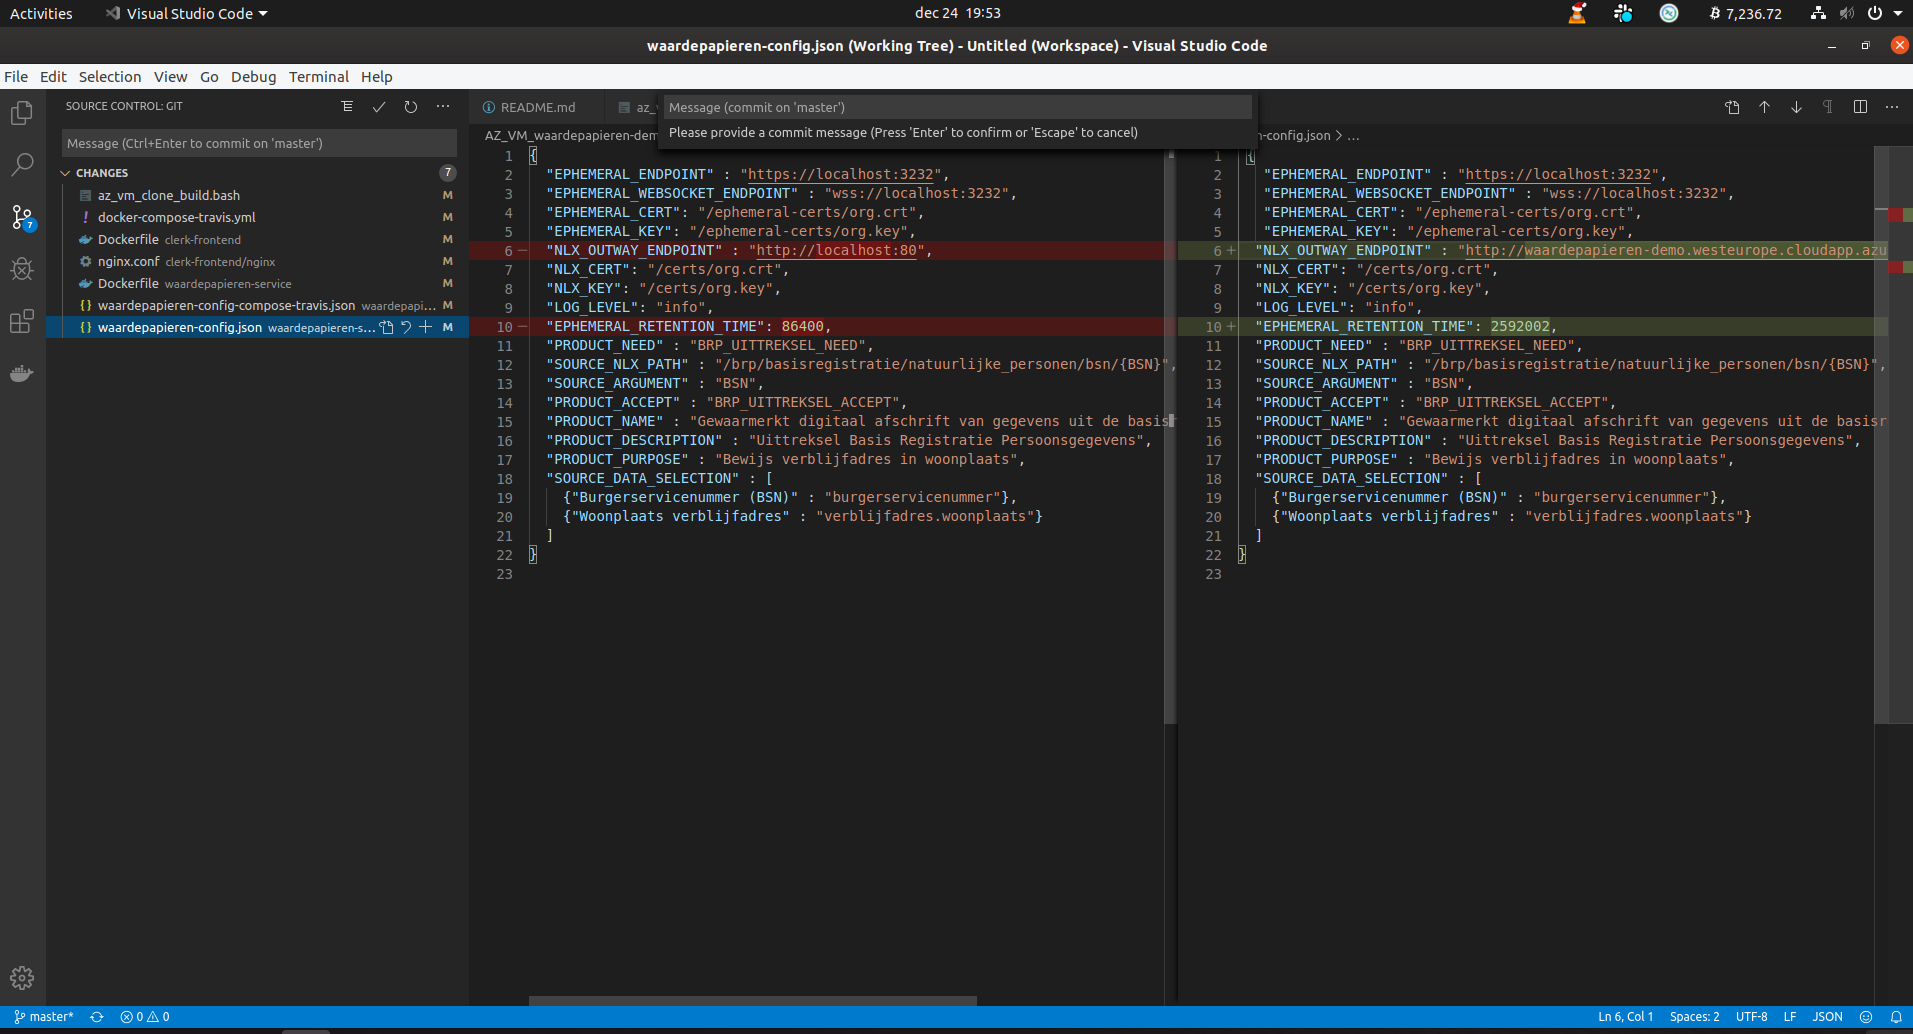 Activities
Visual Studio Code
dec 24 19:53
₿ 7,236.72
waardepapieren-config.json (Working Tree) - Untitled (Workspace) - Visual Studio Code
File Edit Selection View Go Debug Terminal Help
SOURCE CONTROL: GIT
Message (Ctrl+Enter to commit on 'master')
CHANGES 7
az_vm_clone_build.bash M
! docker-compose-travis.yml M
Dockerfile clerk-frontend M
nginx.conf clerk-frontend/nginx M
Dockerfile waardepapieren-service M
{} waardepapieren-config-compose-travis.json waardepapi... M
{} waardepapieren-config.json waardepapieren-s... M
7
README.md
az_
Message (commit on 'master')
Please provide a commit message (Press 'Enter' to confirm or 'Escape' to cancel)
AZ_VM_waardepapieren-dem
n-config.json > ...
1 {
2 "EPHEMERAL_ENDPOINT" : "https://localhost:3232",
3 "EPHEMERAL_WEBSOCKET_ENDPOINT" : "wss://localhost:3232",
4 "EPHEMERAL_CERT": "/ephemeral-certs/org.crt",
5 "EPHEMERAL_KEY": "/ephemeral-certs/org.key",
6 − "NLX_OUTWAY_ENDPOINT" : "http://localhost:80",
7 "NLX_CERT": "/certs/org.crt",
8 "NLX_KEY": "/certs/org.key",
9 "LOG_LEVEL": "info",
10 − "EPHEMERAL_RETENTION_TIME": 86400,
11 "PRODUCT_NEED" : "BRP_UITTREKSEL_NEED",
12 "SOURCE_NLX_PATH" : "/brp/basisregistratie/natuurlijke_personen/bsn/{BSN}",
13 "SOURCE_ARGUMENT" : "BSN",
14 "PRODUCT_ACCEPT" : "BRP_UITTREKSEL_ACCEPT",
15 "PRODUCT_NAME" : "Gewaarmerkt digitaal afschrift van gegevens uit de basis
16 "PRODUCT_DESCRIPTION" : "Uittreksel Basis Registratie Persoonsgegevens",
17 "PRODUCT_PURPOSE" : "Bewijs verblijfadres in woonplaats",
18 "SOURCE_DATA_SELECTION" : [
19 {"Burgerservicenummer (BSN)" : "burgerservicenummer"},
20 {"Woonplaats verblijfadres" : "verblijfadres.woonplaats"}
21 ]
22 }
23
1 {
2 "EPHEMERAL_ENDPOINT" : "https://localhost:3232",
3 "EPHEMERAL_WEBSOCKET_ENDPOINT" : "wss://localhost:3232",
4 "EPHEMERAL_CERT": "/ephemeral-certs/org.crt",
5 "EPHEMERAL_KEY": "/ephemeral-certs/org.key",
6 + "NLX_OUTWAY_ENDPOINT" : "http://waardepapieren-demo.westeurope.cloudapp.azu
7 "NLX_CERT": "/certs/org.crt",
8 "NLX_KEY": "/certs/org.key",
9 "LOG_LEVEL": "info",
10 + "EPHEMERAL_RETENTION_TIME": 2592002,
11 "PRODUCT_NEED" : "BRP_UITTREKSEL_NEED",
12 "SOURCE_NLX_PATH" : "/brp/basisregistratie/natuurlijke_personen/bsn/{BSN}",
13 "SOURCE_ARGUMENT" : "BSN",
14 "PRODUCT_ACCEPT" : "BRP_UITTREKSEL_ACCEPT",
15 "PRODUCT_NAME" : "Gewaarmerkt digitaal afschrift van gegevens uit de basisr
16 "PRODUCT_DESCRIPTION" : "Uittreksel Basis Registratie Persoonsgegevens",
17 "PRODUCT_PURPOSE" : "Bewijs verblijfadres in woonplaats",
18 "SOURCE_DATA_SELECTION" : [
19 {"Burgerservicenummer (BSN)" : "burgerservicenummer"},
20 {"Woonplaats verblijfadres" : "verblijfadres.woonplaats"}
21 ]
22 }
23
master* 0 0
Ln 6, Col 1 Spaces: 2 UTF-8 LF JSON